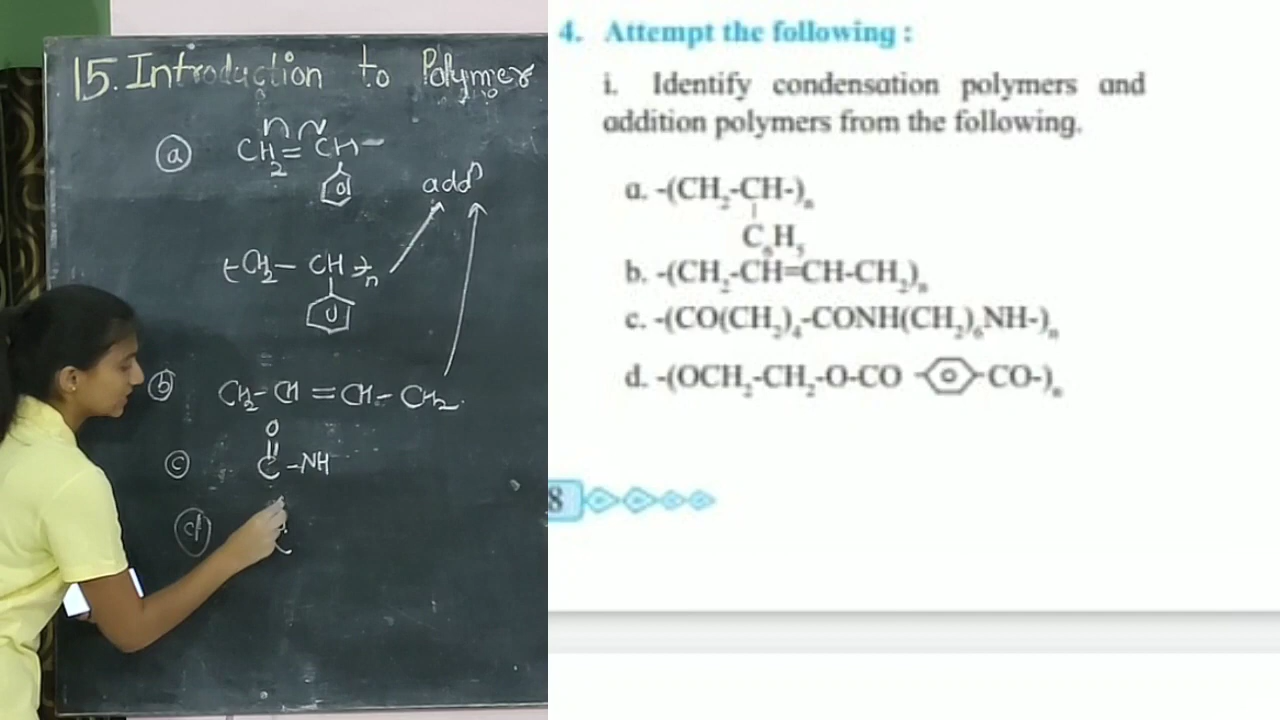 15. Introduction to Polymer
(a) CH2=CH-
addn
(-CH2-CH-)n
(b) CH2-CH=CH-CH2
O
(c) C-NH
(d)
4. Attempt the following :
i. Identify condensation polymers and
addition polymers from the following.
a. -(CH₂-CH-)ₙ
C₆H₅
b. -(CH₂-CH=CH-CH₂)ₙ
c. -(CO(CH₂)₄-CONH(CH₂)₆NH-)ₙ
d. -(OCH₂-CH₂-O-CO CO-)ₙ
8